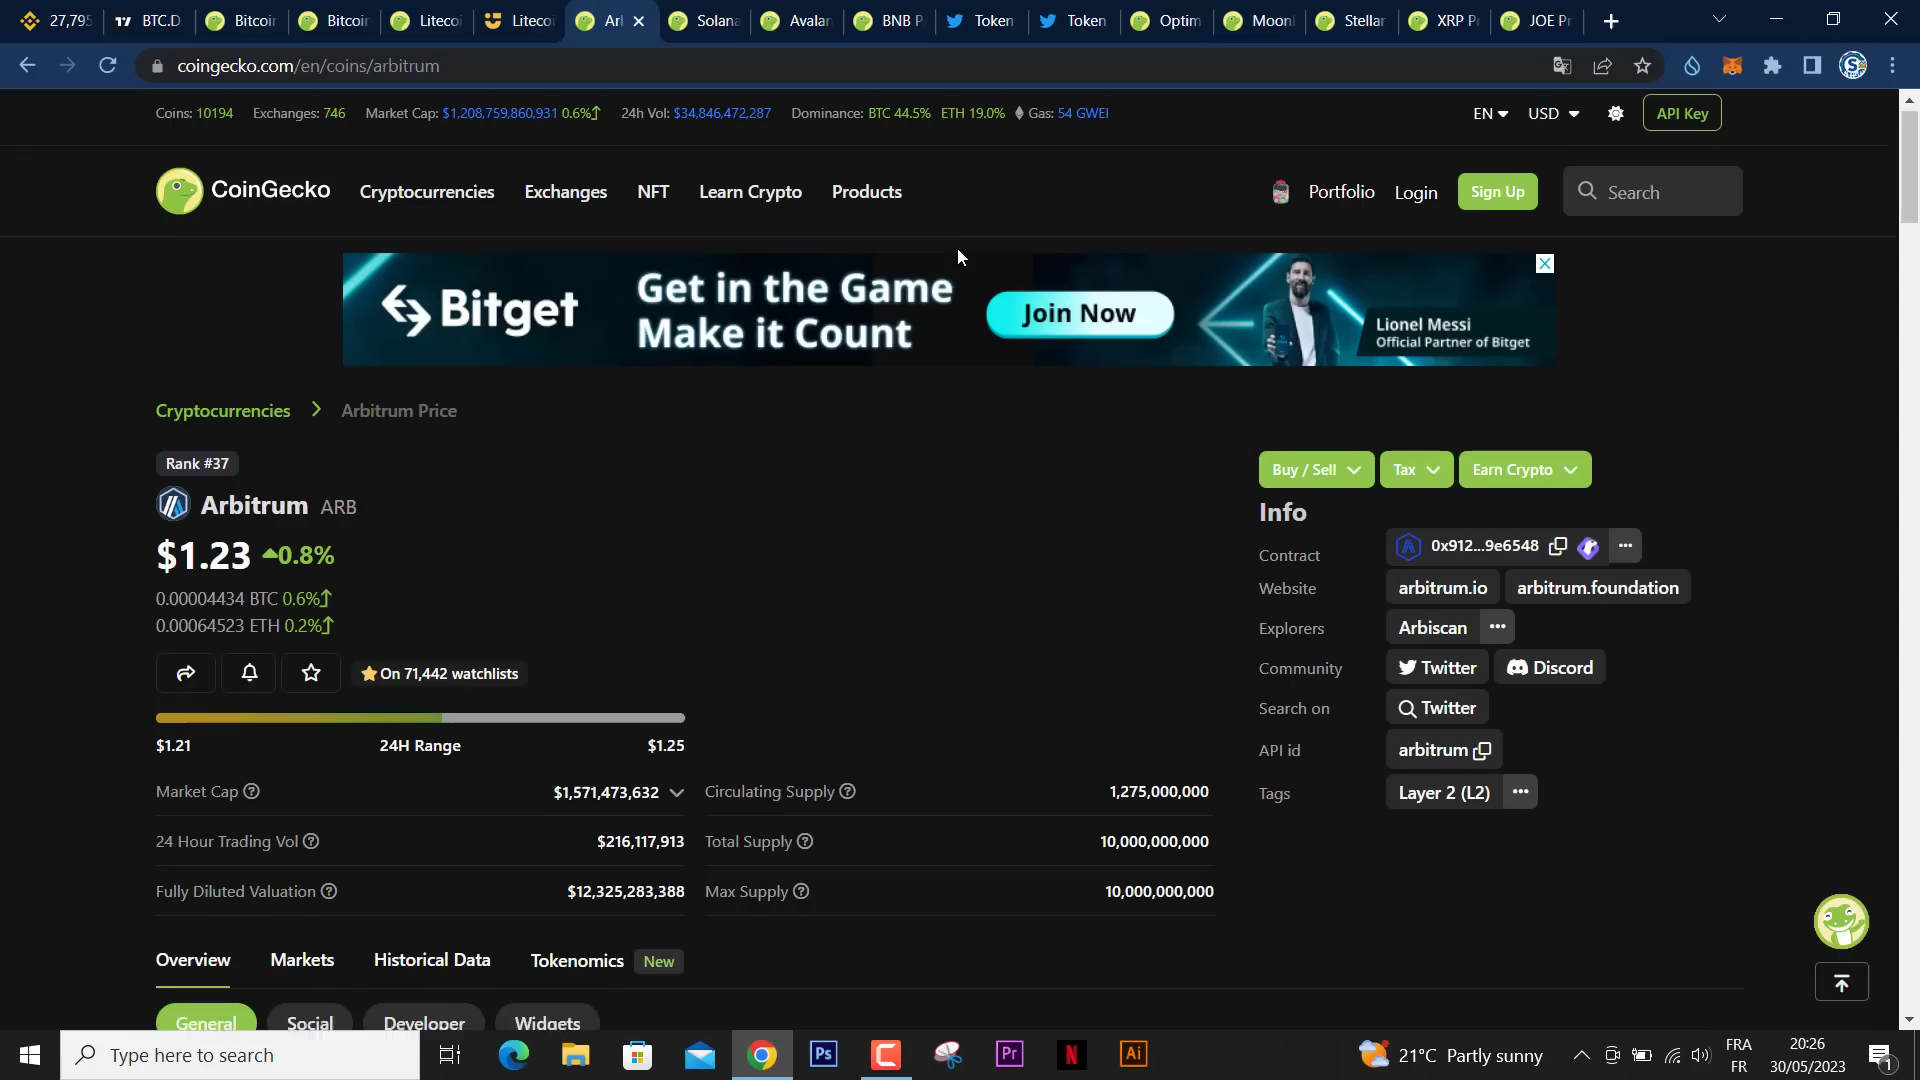 27,795
BTC.D
Bitcoin
Bitcoin
Liteco
Liteco
Ar
Solana
Avalan
BNB P
Token
Token
Optim
Moon
Stellar
XRP P
JOE P
coingecko.com/en/coins/arbitrum
Coins: 10194 Exchanges: 746 Market Cap: $1,208,759,860,931 0.6% 24h Vol: $34,846,472,287 Dominance: BTC 44.5% ETH 19.0% Gas: 54 GWEI
EN USD API Key
CoinGecko Cryptocurrencies Exchanges NFT Learn Crypto Products
Portfolio Login Sign Up Search
Bitget
Get in the Game
Make it Count
Join Now
Lionel Messi
Official Partner of Bitget
Cryptocurrencies Arbitrum Price
Rank #37
Arbitrum ARB
$1.23 0.8%
0.00004434 BTC 0.6%
0.00064523 ETH 0.2%
On 71,442 watchlists
$1.21 24H Range $1.25
Market Cap $1,571,473,632
24 Hour Trading Vol $216,117,913
Fully Diluted Valuation $12,325,283,388
Circulating Supply 1,275,000,000
Total Supply 10,000,000,000
Max Supply 10,000,000,000
Buy / Sell Tax Earn Crypto
Info
Contract 0x912...9e6548
Website arbitrum.io arbitrum.foundation
Explorers Arbiscan
Community Twitter Discord
Search on Twitter
API id arbitrum
Tags Layer 2 (L2)
Overview Markets Historical Data Tokenomics New
General Social Developer Widgets
Type here to search
Ps
Pr
N
Ai
21°C Partly sunny
FRA
FR
20:26
30/05/2023
1